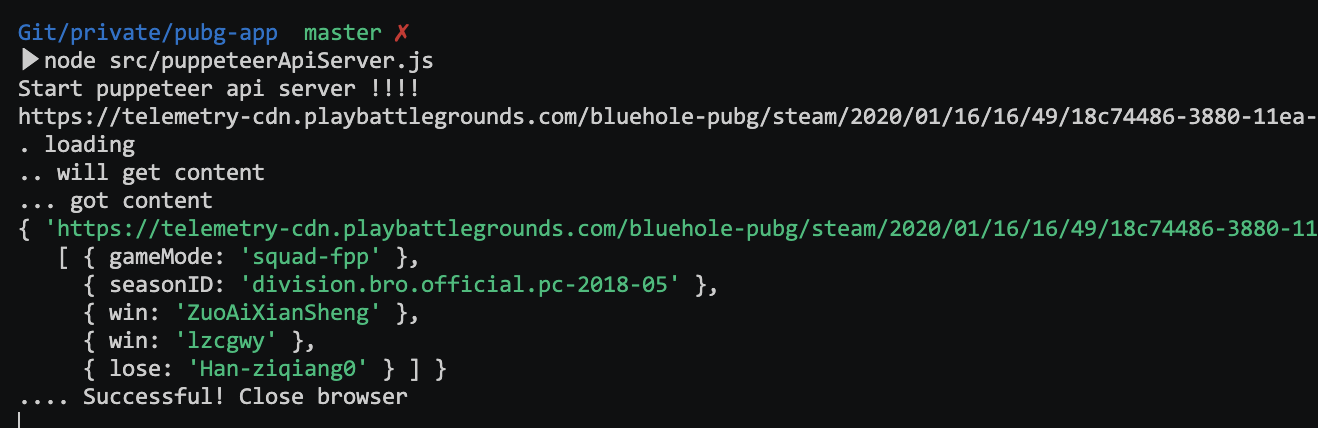 Git/private/pubg-app master ✗
▶node src/puppeteerApiServer.js
Start puppeteer api server !!!!
https://telemetry-cdn.playbattlegrounds.com/bluehole-pubg/steam/2020/01/16/16/49/18c74486-3880-11ea-
. loading
.. will get content
... got content
{ 'https://telemetry-cdn.playbattlegrounds.com/bluehole-pubg/steam/2020/01/16/16/49/18c74486-3880-11
[ { gameMode: 'squad-fpp' },
{ seasonID: 'division.bro.official.pc-2018-05' },
{ win: 'ZuoAiXianSheng' },
{ win: 'lzcgwy' },
{ lose: 'Han-ziqiang0' } ] }
.... Successful! Close browser